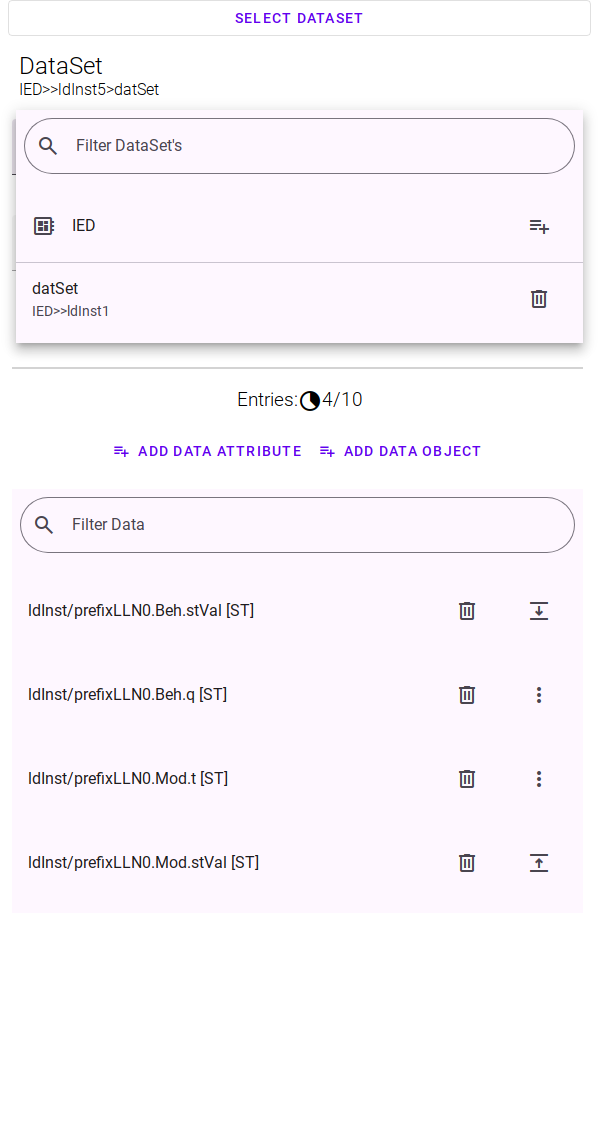 SELECT DATASET
DataSet
IED>>ldInst5>datSet
Filter DataSet's
IED
datSet
IED>>ldInst1
Entries: 4/10
ADD DATA ATTRIBUTE ADD DATA OBJECT
Filter Data
ldInst/prefixLLN0.Beh.stVal [ST]
ldInst/prefixLLN0.Beh.q [ST]
ldInst/prefixLLN0.Mod.t [ST]
ldInst/prefixLLN0.Mod.stVal [ST]